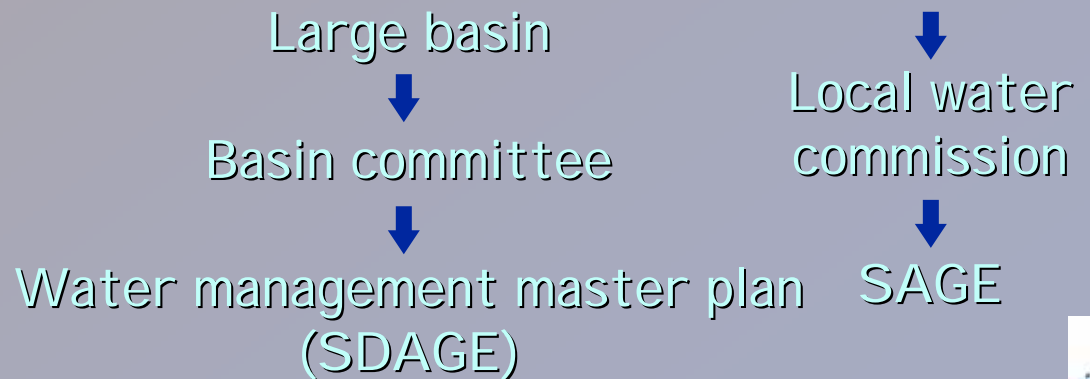 Large basin
Basin committee
Water management master plan
(SDAGE)
Local water
commission
SAGE